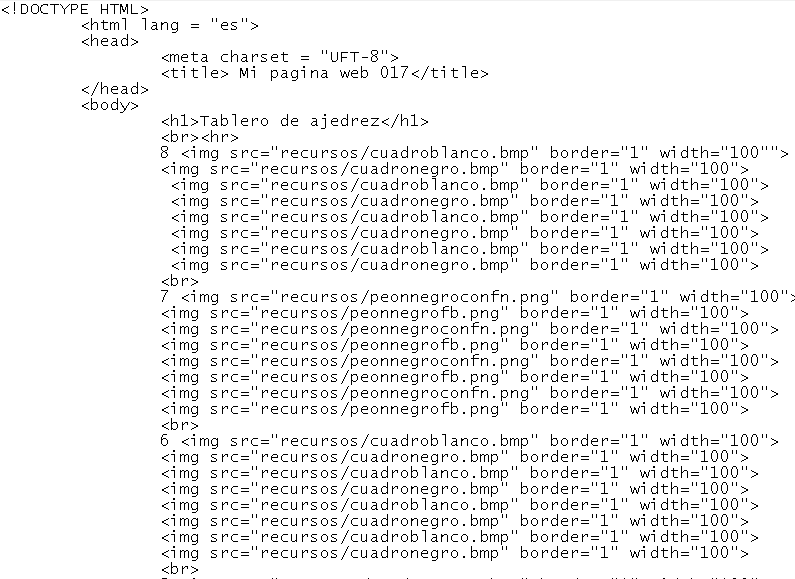 <!DOCTYPE HTML>
<html lang = "es">
<head>
<meta charset = "UFT-8">
<title> Mi pagina web 017</title>
</head>
<body>
<h1>Tablero de ajedrez</h1>
<br><hr>
8 <img src="recursos/cuadroblanco.bmp" border="1" width="100"">
<img src="recursos/cuadronegro.bmp" border="1" width="100">
<img src="recursos/cuadroblanco.bmp" border="1" width="100">
<img src="recursos/cuadronegro.bmp" border="1" width="100">
<img src="recursos/cuadroblanco.bmp" border="1" width="100">
<img src="recursos/cuadronegro.bmp" border="1" width="100">
<img src="recursos/cuadroblanco.bmp" border="1" width="100">
<img src="recursos/cuadronegro.bmp" border="1" width="100">
<br>
7 <img src="recursos/peonnegroconfn.png" border="1" width="100">
<img src="recursos/peonnegrofb.png" border="1" width="100">
<img src="recursos/peonnegroconfn.png" border="1" width="100">
<img src="recursos/peonnegrofb.png" border="1" width="100">
<img src="recursos/peonnegroconfn.png" border="1" width="100">
<img src="recursos/peonnegrofb.png" border="1" width="100">
<img src="recursos/peonnegroconfn.png" border="1" width="100">
<img src="recursos/peonnegrofb.png" border="1" width="100">
<br>
6 <img src="recursos/cuadroblanco.bmp" border="1" width="100">
<img src="recursos/cuadronegro.bmp" border="1" width="100">
<img src="recursos/cuadroblanco.bmp" border="1" width="100">
<img src="recursos/cuadronegro.bmp" border="1" width="100">
<img src="recursos/cuadroblanco.bmp" border="1" width="100">
<img src="recursos/cuadronegro.bmp" border="1" width="100">
<img src="recursos/cuadroblanco.bmp" border="1" width="100">
<img src="recursos/cuadronegro.bmp" border="1" width="100">
<br>